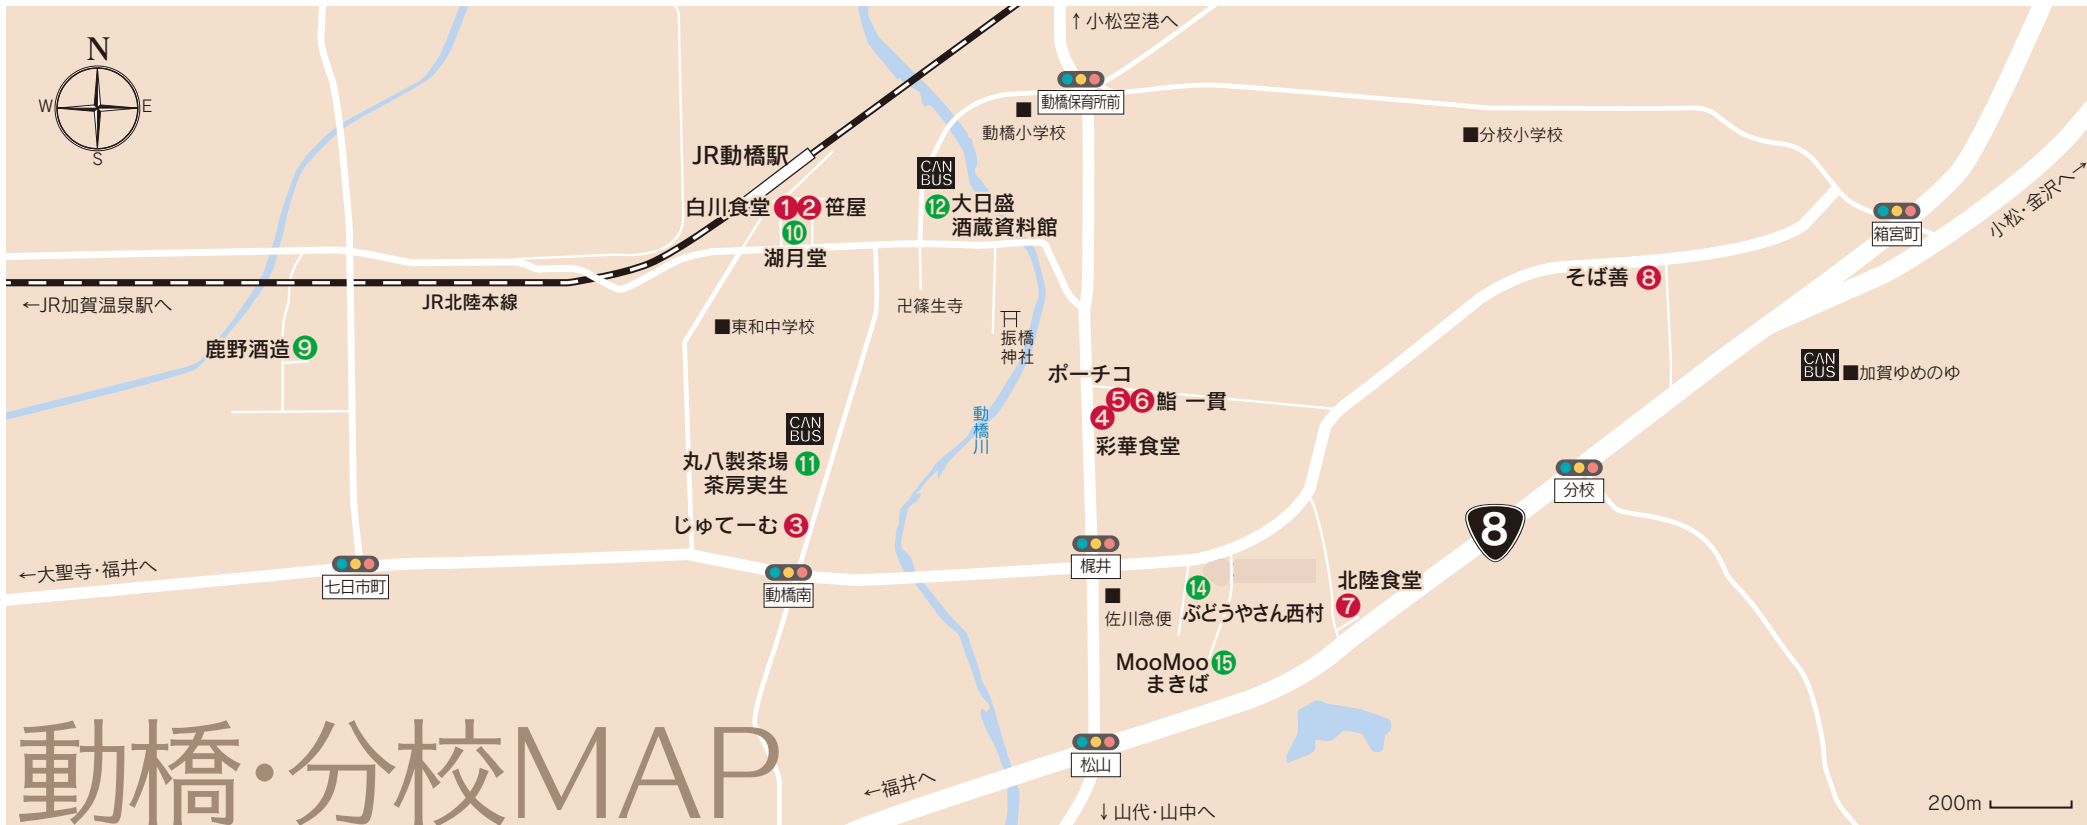 ↑小松空港へ
N
W
E
S
動橋保育所前
動橋小学校
■分校小学校
JR動橋駅
CAN
BUS
白川食堂 1 2 笹屋
10
湖月堂
12 大日盛
酒蔵資料館
箱宮町
小松・金沢へ→
そば善 8
←JR加賀温泉駅へ
JR北陸本線
卍篠生寺
■東和中学校
振橋
神社
鹿野酒造 9
CAN
BUS
■加賀ゆめのゆ
ポーチコ
5 6 鮨 一貫
4
彩華食堂
動橋川
CAN
BUS
丸八製茶場 11
茶房実生
じゅてーむ 3
分校
8
←大聖寺・福井へ
七日市町
動橋南
梶井
佐川急便
14
ぶどうやさん西村
北陸食堂
7
MooMoo 15
まきば
松山
←福井へ
↓山代・山中へ
200m
動橋・分校MAP